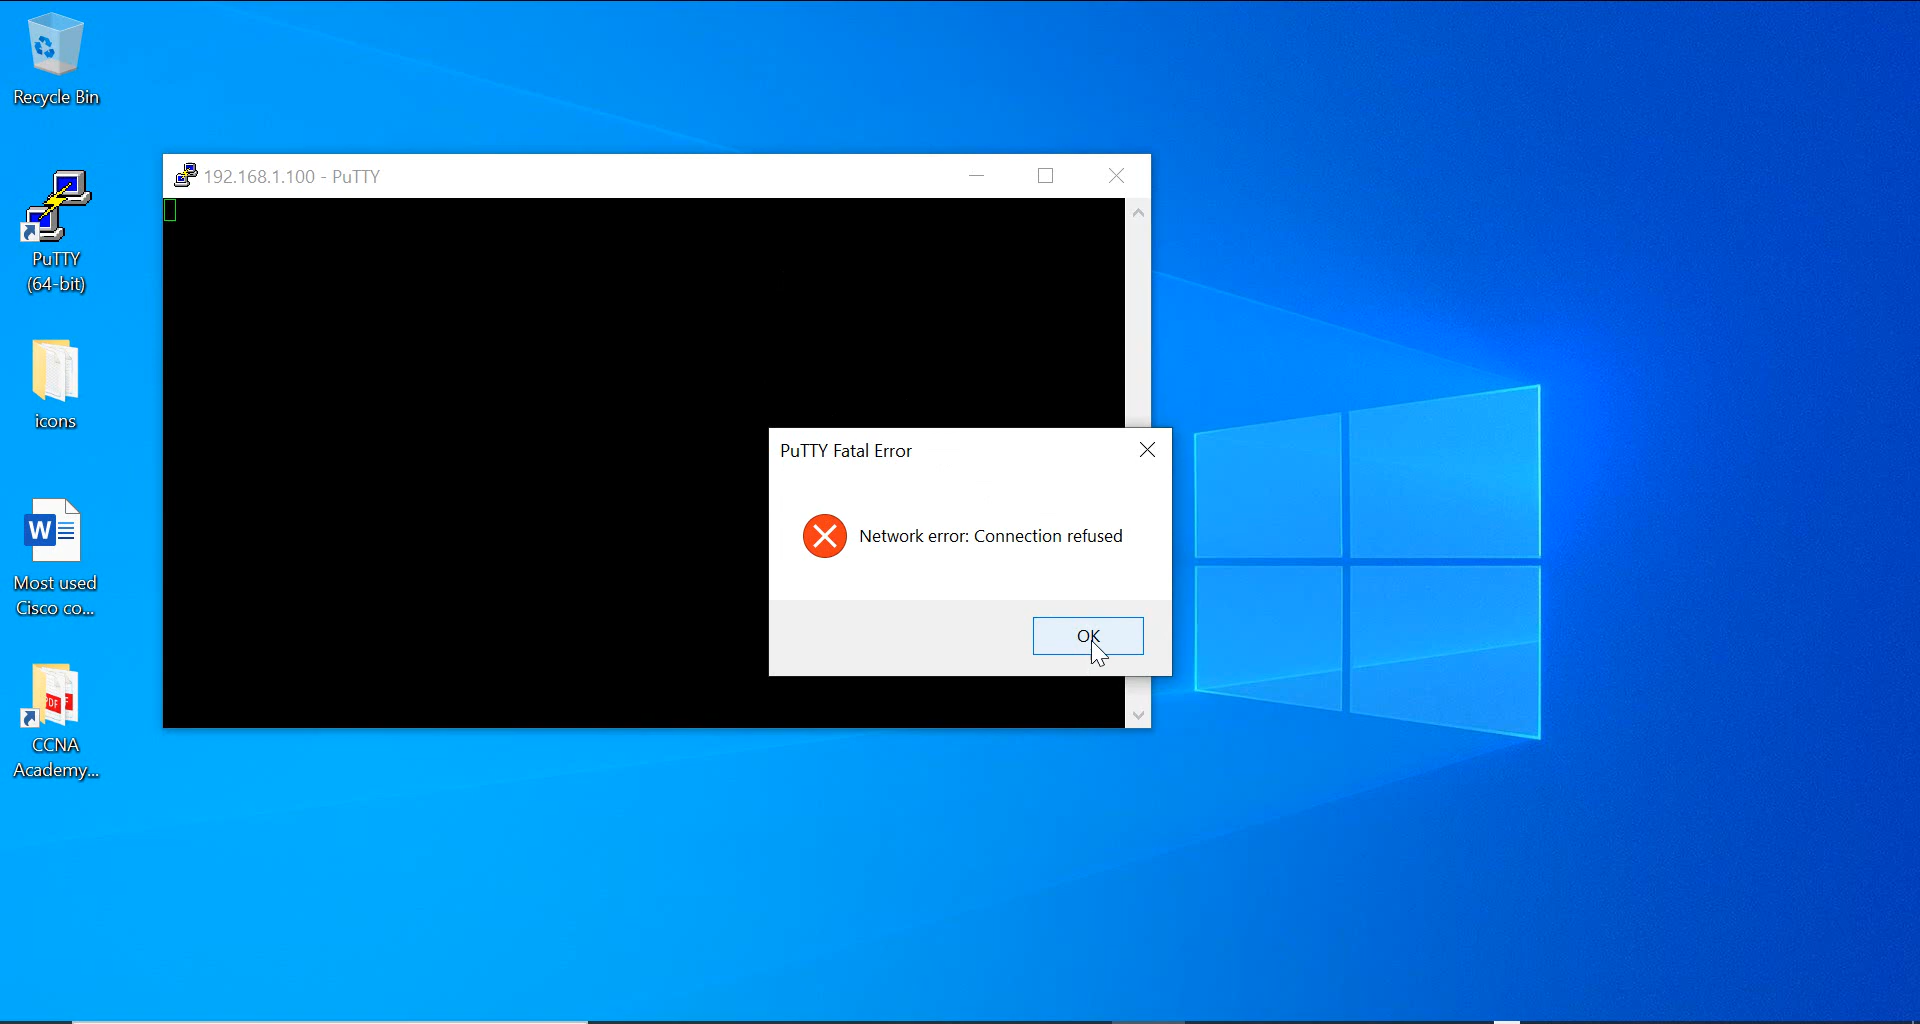 Recycle Bin
PuTTY
(64-bit)
icons
W
Most used
Cisco co...
PDF
CCNA
Academy...
192.168.1.100 - PuTTY
PuTTY Fatal Error
Network error: Connection refused
OK